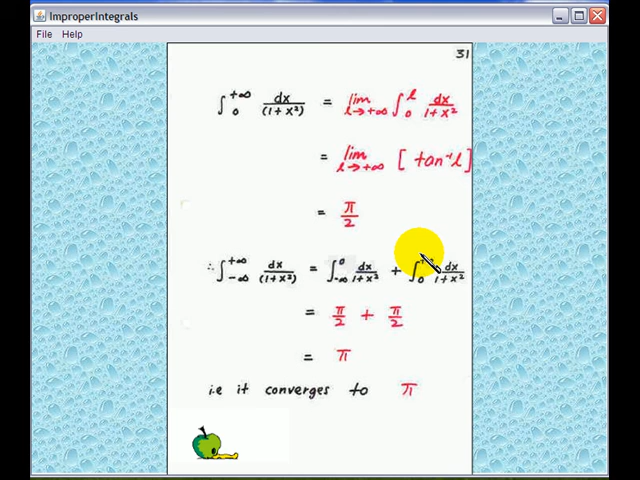 ImproperIntegrals
File Help
31
∫₀^{+∞} dx/(1+x²) = lim_{l→+∞} ∫₀^{l} dx/1+x²
= lim_{l→+∞} [tan⁻¹l]
= π/2
∴ ∫_{-∞}^{+∞} dx/(1+x²) = ∫_{-∞}^{0} dx/1+x² + ∫₀^{+∞} dx/1+x²
= π/2 + π/2
= π
i.e it converges to π